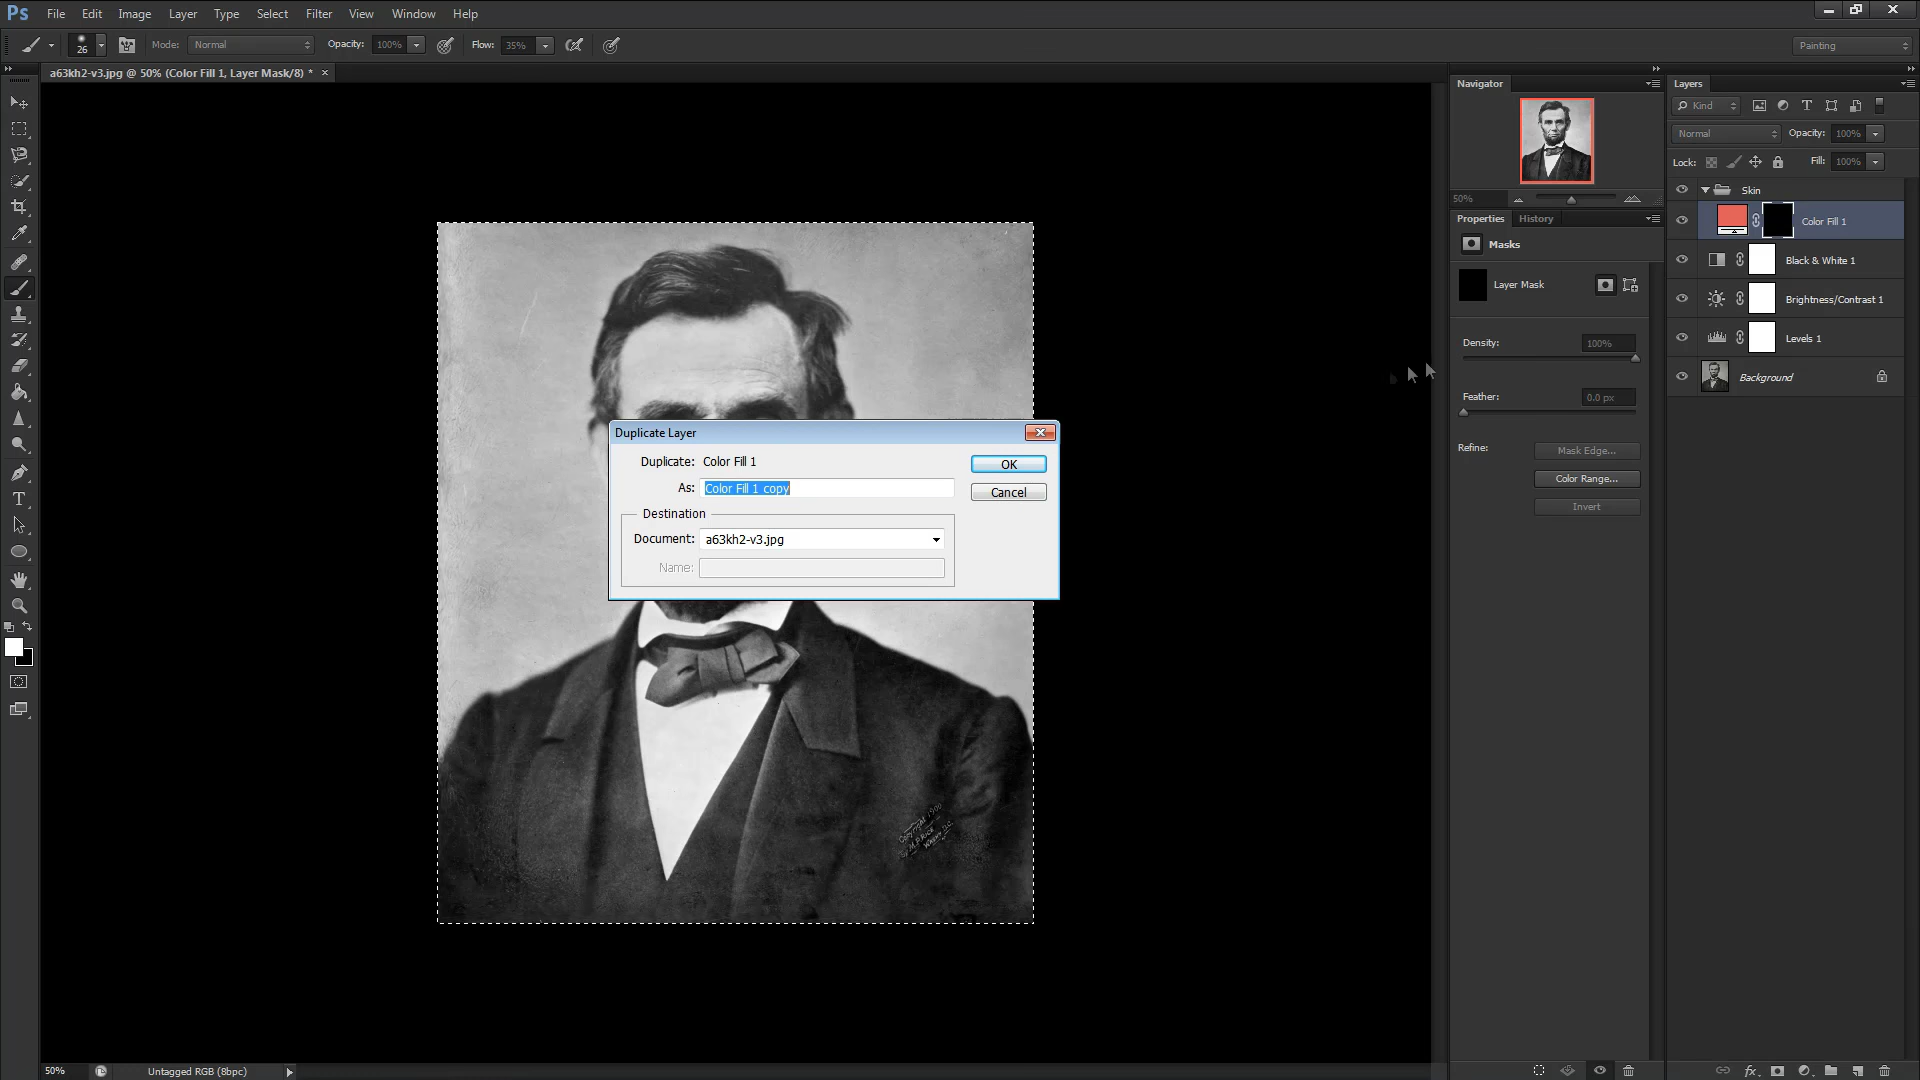 Ps File Edit Image Layer Type Select Filter View Window Help
26 Mode: Normal Opacity: 100% Flow: 35% Painting
a63kh2-v3.jpg @ 50% (Color Fill 1, Layer Mask/8) * ×
Navigator
50%
Properties History
Masks
Layer Mask
Density: 100%
Feather: 0.0 px
Refine: Mask Edge...
Color Range...
Invert
Layers
Kind
Normal Opacity: 100%
Lock: Fill: 100%
Skin
Color Fill 1
Black & White 1
Brightness/Contrast 1
Levels 1
Background
Duplicate Layer
Duplicate: Color Fill 1
As: Color Fill 1 copy
Destination
Document: a63kh2-v3.jpg
Name:
OK
Cancel
Copyright 1900
50% Untagged RGB (8bpc)